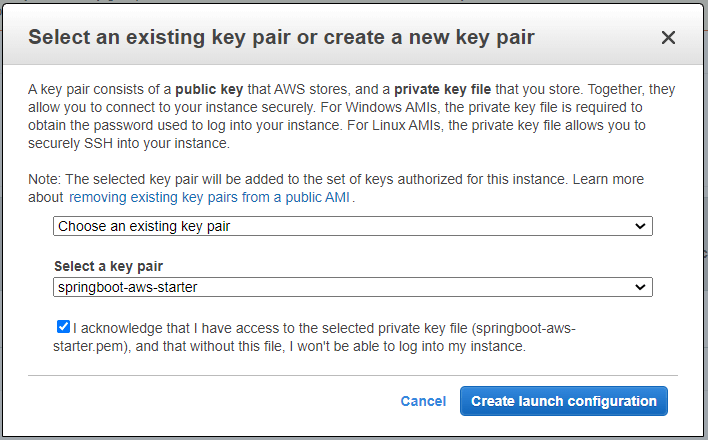 Select an existing key pair or create a new key pair
A key pair consists of a public key that AWS stores, and a private key file that you store. Together, they
allow you to connect to your instance securely. For Windows AMIs, the private key file is required to
obtain the password used to log into your instance. For Linux AMIs, the private key file allows you to
securely SSH into your instance.
Note: The selected key pair will be added to the set of keys authorized for this instance. Learn more
about removing existing key pairs from a public AMI.
Choose an existing key pair
Select a key pair
springboot-aws-starter
I acknowledge that I have access to the selected private key file (springboot-aws-
starter.pem), and that without this file, I won't be able to log into my instance.
Cancel Create launch configuration